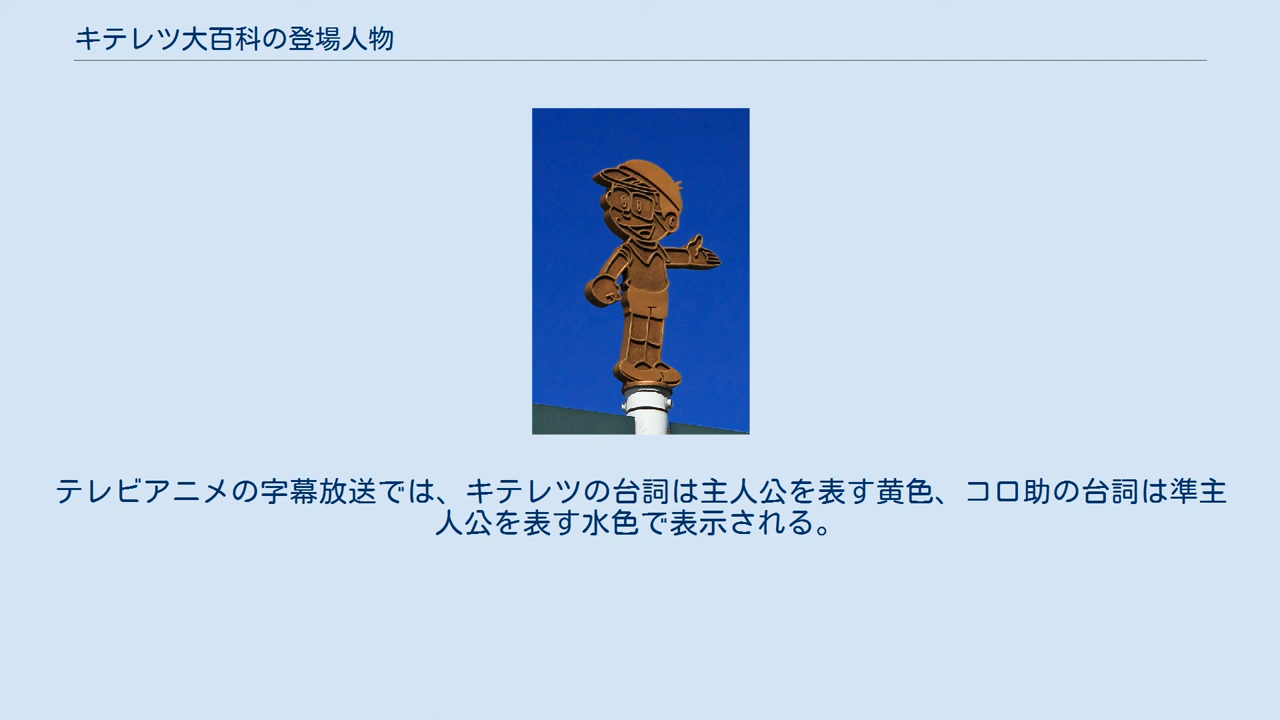 キテレツ大百科の登場人物
テレビアニメの字幕放送では、キテレツの台詞は主人公を表す黄色、コロ助の台詞は準主
人公を表す水色で表示される。